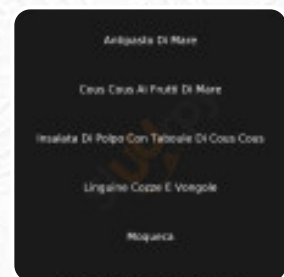 Antipasto Di Mare
Cous Cous Ai Frutti Di Mare
Insalata Di Polpo Con Taboule Di Cous Cous
Linguine Cozze E Vongole
Moqueca